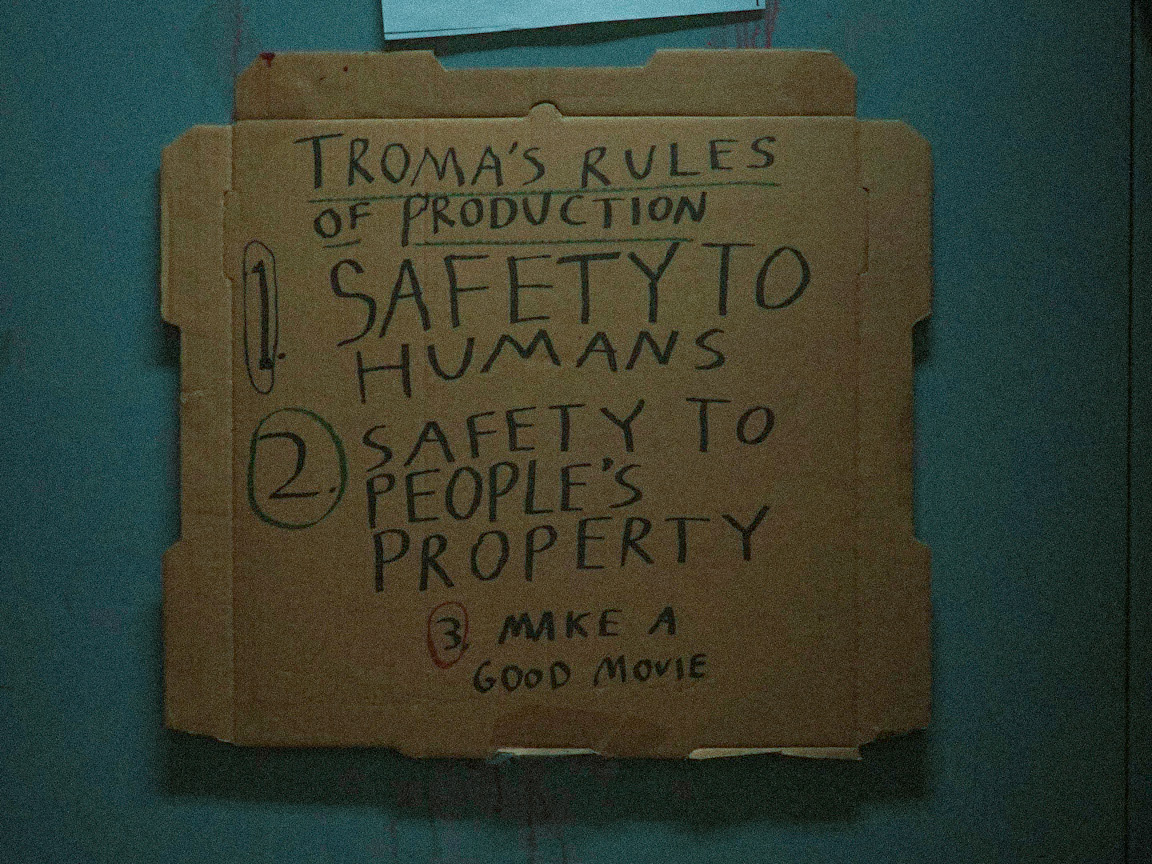 TROMA'S RULES
OF PRODUCTION
1. SAFETY TO
HUMANS
2. SAFETY TO
PEOPLE'S
PROPERTY
3. MAKE A
GOOD MOVIE